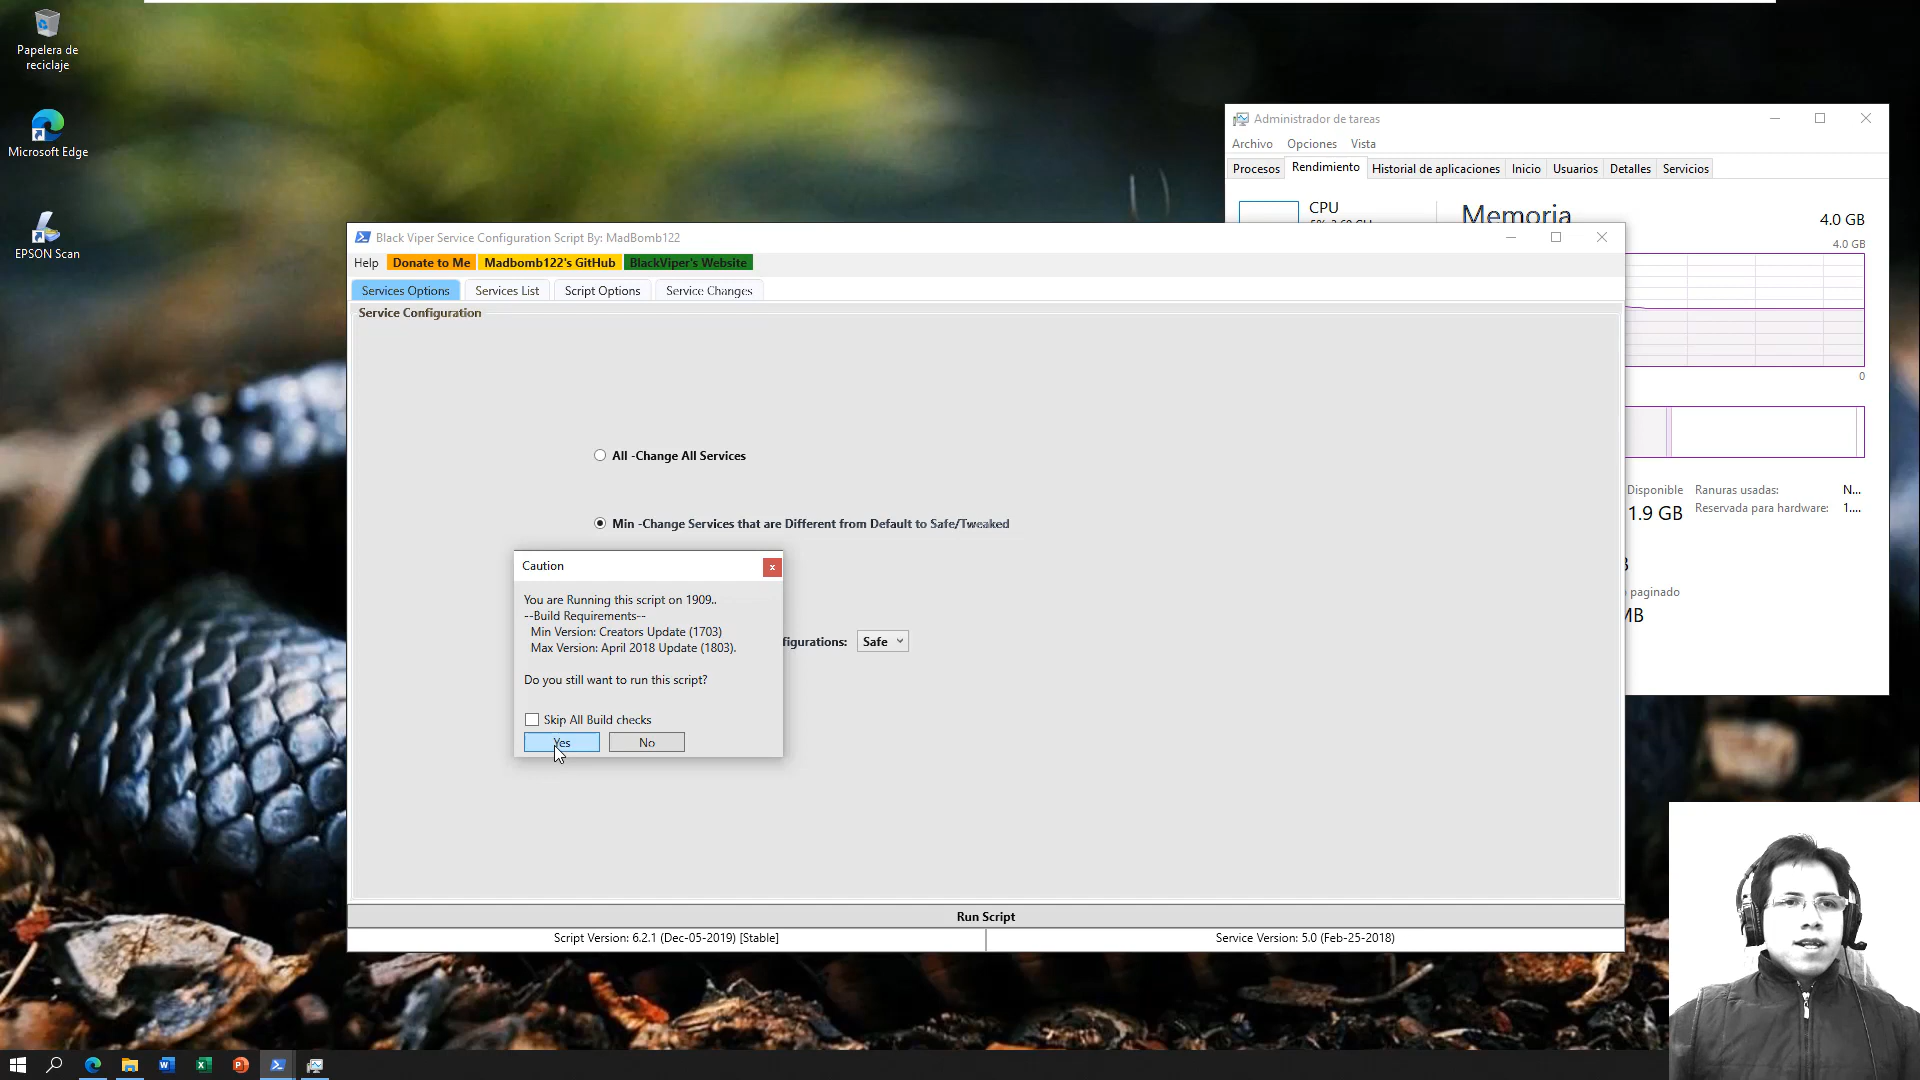 Papelera de
reciclaje
Microsoft Edge
EPSON Scan
Administrador de tareas
Archivo Opciones Vista
Procesos Rendimiento Historial de aplicaciones Inicio Usuarios Detalles Servicios
CPU
Memoria 4.0 GB
4.0 GB
0
Disponible Ranuras usadas: N...
1.9 GB Reservada para hardware: 1....
paginado
MB
Black Viper Service Configuration Script By: MadBomb122
Help Donate to Me Madbomb122's GitHub BlackViper's Website
Services Options Services List Script Options Service Changes
Service Configuration
All -Change All Services
Min -Change Services that are Different from Default to Safe/Tweaked
figurations: Safe
Caution
You are Running this script on 1909..
--Build Requirements--
Min Version: Creators Update (1703)
Max Version: April 2018 Update (1803).
Do you still want to run this script?
Skip All Build checks
Yes No
Run Script
Script Version: 6.2.1 (Dec-05-2019) [Stable] Service Version: 5.0 (Feb-25-2018)